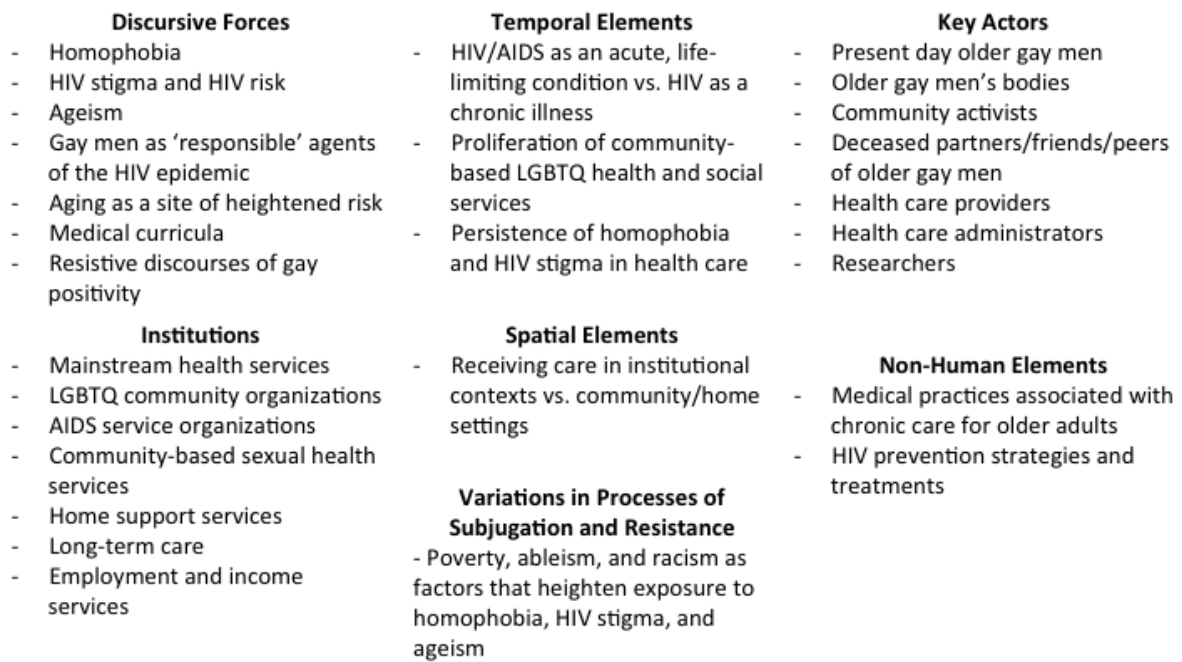 Discursive Forces
- Homophobia
- HIV stigma and HIV risk
- Ageism
- Gay men as ‘responsible’ agents
of the HIV epidemic
- Aging as a site of heightened risk
- Medical curricula
- Resistive discourses of gay
positivity
Institutions
- Mainstream health services
- LGBTQ community organizations
- AIDS service organizations
- Community-based sexual health
services
- Home support services
- Long-term care
- Employment and income
services
Temporal Elements
- HIV/AIDS as an acute, life-
limiting condition vs. HIV as a
chronic illness
- Proliferation of community-
based LGBTQ health and social
services
- Persistence of homophobia
and HIV stigma in health care
Spatial Elements
- Receiving care in institutional
contexts vs. community/home
settings
Variations in Processes of
Subjugation and Resistance
- Poverty, ableism, and racism as
factors that heighten exposure to
homophobia, HIV stigma, and
ageism
Key Actors
- Present day older gay men
- Older gay men’s bodies
- Community activists
- Deceased partners/friends/peers
of older gay men
- Health care providers
- Health care administrators
- Researchers
Non-Human Elements
- Medical practices associated with
chronic care for older adults
- HIV prevention strategies and
treatments